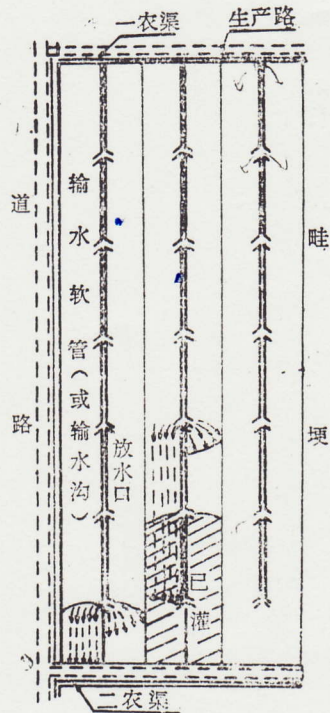 一农渠
生产路
道路
输水软管(或输水沟)
放水口
畦埂
已灌
二农渠